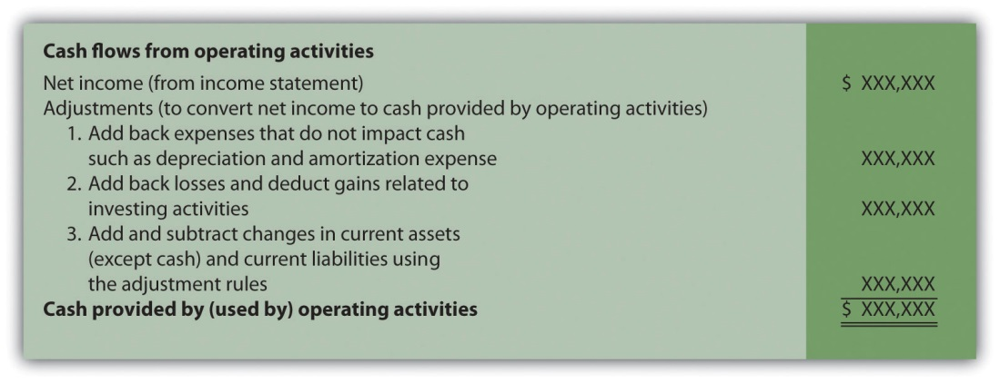 Cash flows from operating activities
Net income (from income statement) $ XXX,XXX
Adjustments (to convert net income to cash provided by operating activities)
1. Add back expenses that do not impact cash
such as depreciation and amortization expense XXX,XXX
2. Add back losses and deduct gains related to
investing activities XXX,XXX
3. Add and subtract changes in current assets
(except cash) and current liabilities using
the adjustment rules XXX,XXX
Cash provided by (used by) operating activities $ XXX,XXX